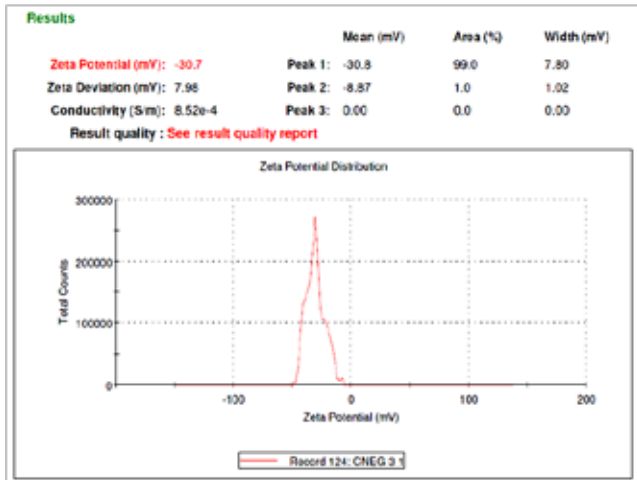 Results
Mean (mV) Area (%) Width (mV)
Zeta Potential (mV): -30.7 Peak 1: -30.8 99.0 7.80
Zeta Deviation (mV): 7.98 Peak 2: -8.87 1.0 1.02
Conductivity (S/m): 8.52e-4 Peak 3: 0.00 0.0 0.00
Result quality : See result quality report
Zeta Potential Distribution
300000
200000
100000
0
Total Counts
-100 0 100 200
Zeta Potential (mV)
Record 124: CNEG 3 1